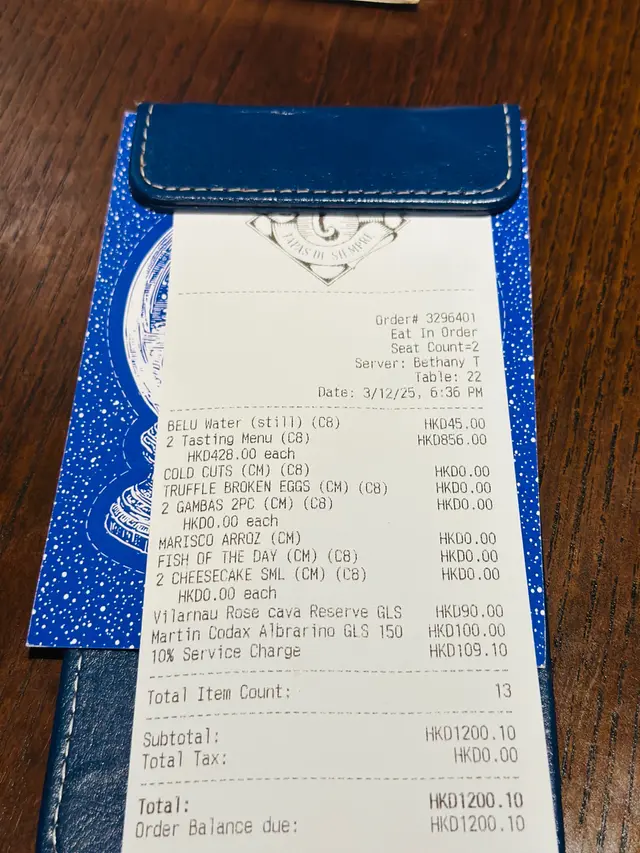 TAPAS DE SIEMPRE
Order# 3296401
Eat In Order
Seat Count=2
Server: Bethany T
Table: 22
Date: 3/12/25, 6:36 PM
BELU Water (still) (C8) HKD45.00
2 Tasting Menu (C8) HKD856.00
HKD428.00 each
COLD CUTS (CM) (C8) HKD0.00
TRUFFLE BROKEN EGGS (CM) (C8) HKD0.00
2 GAMBAS 2PC (CM) (C8) HKD0.00
HKD0.00 each
MARISCO ARROZ (CM) HKD0.00
FISH OF THE DAY (CM) (C8) HKD0.00
2 CHEESECAKE SML (CM) (C8) HKD0.00
HKD0.00 each
Vilarnau Rose cava Reserve GLS HKD90.00
Martin Codax Albrarino GLS 150 HKD100.00
10% Service Charge HKD109.10
Total Item Count: 13
Subtotal: HKD1200.10
Total Tax: HKD0.00
Total: HKD1200.10
Order Balance due: HKD1200.10